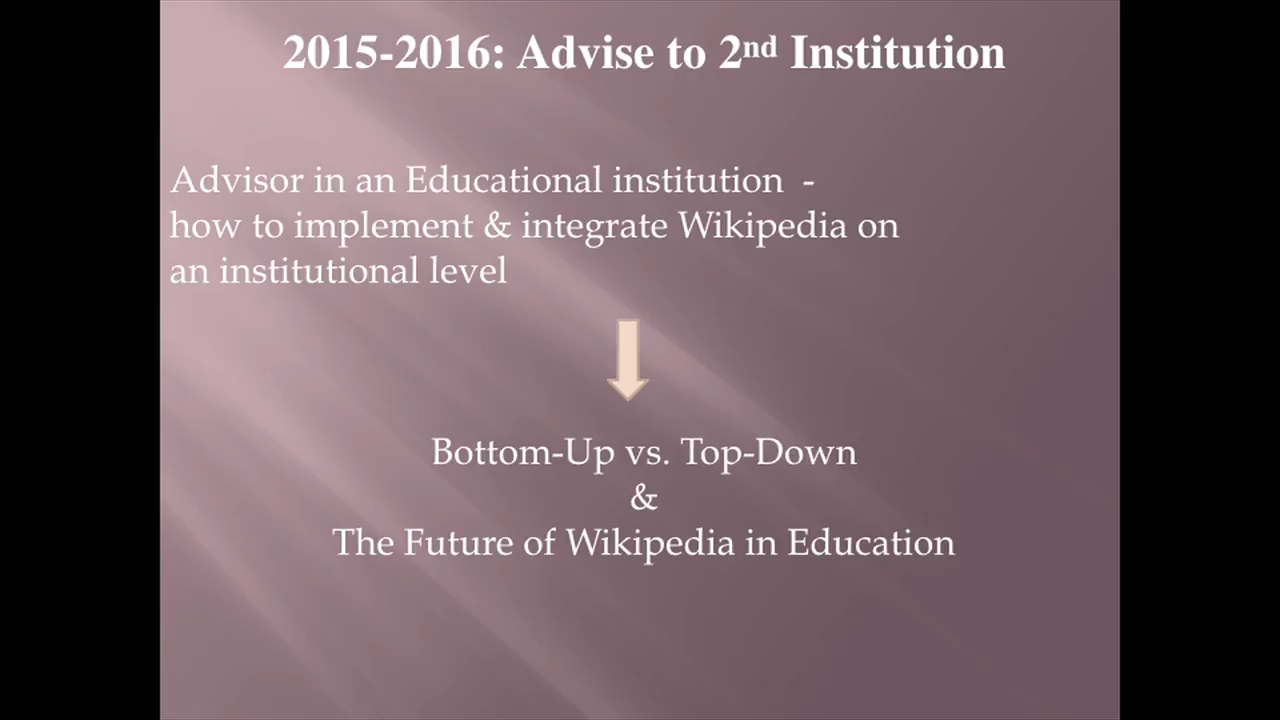 2015-2016: Advise to 2nd Institution
Advisor in an Educational institution -
how to implement & integrate Wikipedia on
an institutional level
Bottom-Up vs. Top-Down
&
The Future of Wikipedia in Education